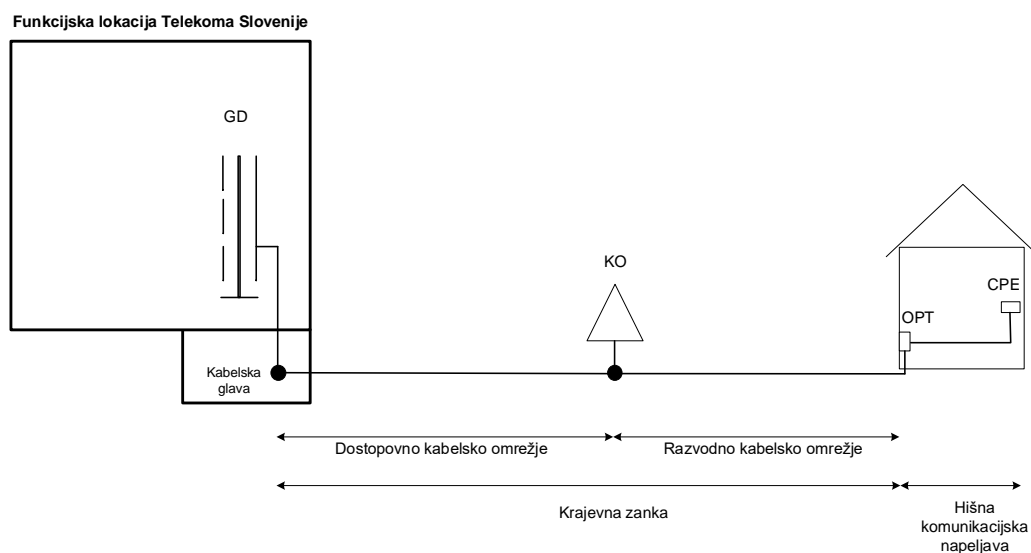 Funkcijska lokacija Telekoma Slovenije
GD
KO
CPE
OPT
Kabelska
glava
Dostopovno kabelsko omrežje
Razvodno kabelsko omrežje
Krajevna zanka
Hišna
komunikacijska
napeljava